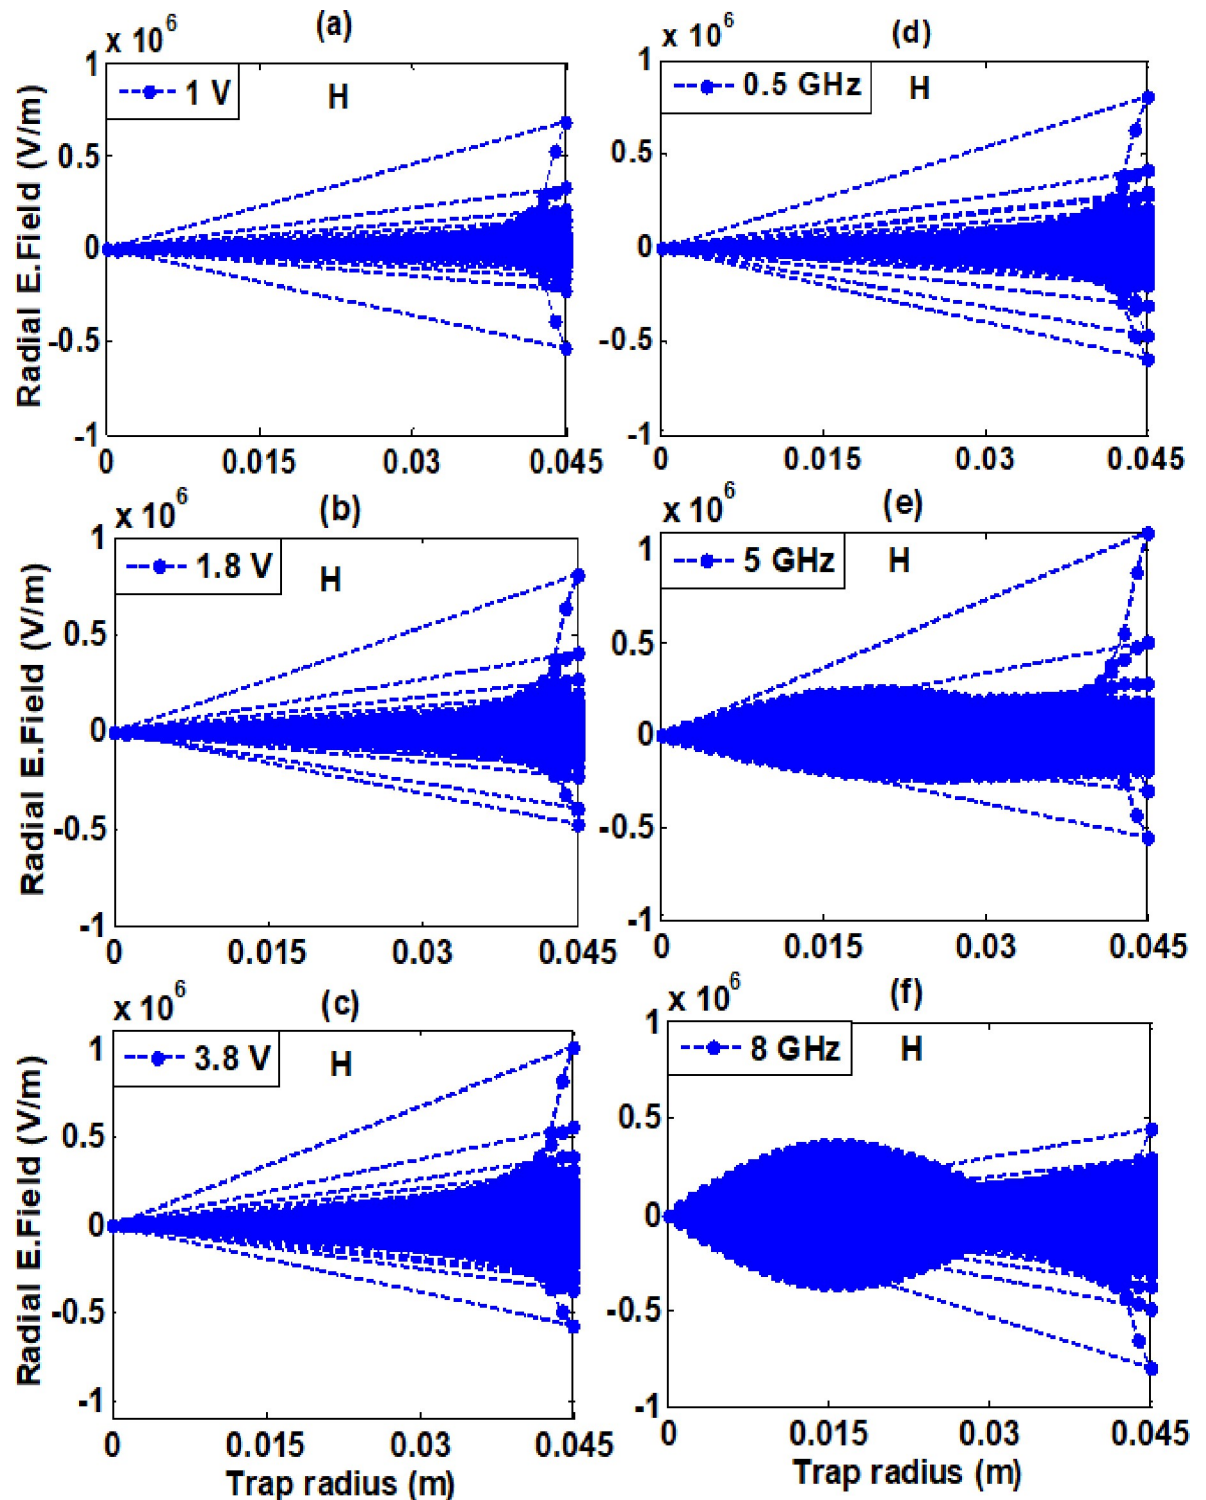 (a)
x 10^6
1 V
H
1
0.5
0
-0.5
-1
0
0.015
0.03
0.045
Radial E.Field (V/m)
(d)
x 10^6
0.5 GHz
H
1
0.5
0
-0.5
-1
0
0.015
0.03
0.045
(b)
x 10^6
1.8 V
H
1
0.5
0
-0.5
-1
0
0.015
0.03
0.045
Radial E.Field (V/m)
(e)
x 10^6
5 GHz
H
1
0.5
0
-0.5
-1
0
0.015
0.03
0.045
(c)
x 10^6
3.8 V
H
1
0.5
0
-0.5
-1
0
0.015
0.03
0.045
Radial E.Field (V/m)
Trap radius (m)
(f)
x 10^6
8 GHz
H
1
0.5
0
-0.5
-1
0
0.015
0.03
0.045
Trap radius (m)